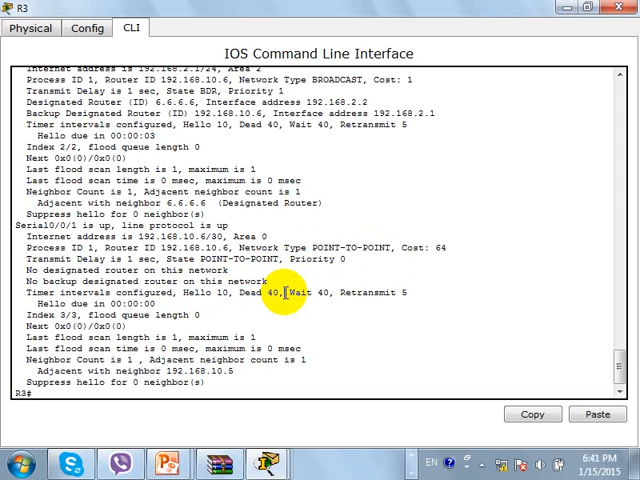 R3
Physical
Config
CLI
IOS Command Line Interface
Internet address is 192.168.2.1/24, Area 2
Process ID 1, Router ID 192.168.10.6, Network Type BROADCAST, Cost: 1
Transmit Delay is 1 sec, State BDR, Priority 1
Designated Router (ID) 6.6.6.6, Interface address 192.168.2.2
Backup Designated Router (ID) 192.168.10.6, Interface address 192.168.2.1
Timer intervals configured, Hello 10, Dead 40, Wait 40, Retransmit 5
Hello due in 00:00:03
Index 2/2, flood queue length 0
Next 0x0(0)/0x0(0)
Last flood scan length is 1, maximum is 1
Last flood scan time is 0 msec, maximum is 0 msec
Neighbor Count is 1, Adjacent neighbor count is 1
Adjacent with neighbor 6.6.6.6  (Designated Router)
Suppress hello for 0 neighbor(s)
Serial0/0/1 is up, line protocol is up
Internet address is 192.168.10.6/30, Area 0
Process ID 1, Router ID 192.168.10.6, Network Type POINT-TO-POINT, Cost: 64
Transmit Delay is 1 sec, State POINT-TO-POINT, Priority 0
No designated router on this network
No backup designated router on this network
Timer intervals configured, Hello 10, Dead 40, Wait 40, Retransmit 5
Hello due in 00:00:00
Index 3/3, flood queue length 0
Next 0x0(0)/0x0(0)
Last flood scan length is 1, maximum is 1
Last flood scan time is 0 msec, maximum is 0 msec
Neighbor Count is 1 , Adjacent neighbor count is 1
Adjacent with neighbor 192.168.10.5
Suppress hello for 0 neighbor(s)
R3#
Copy
Paste
EN
6:41 PM
1/15/2015